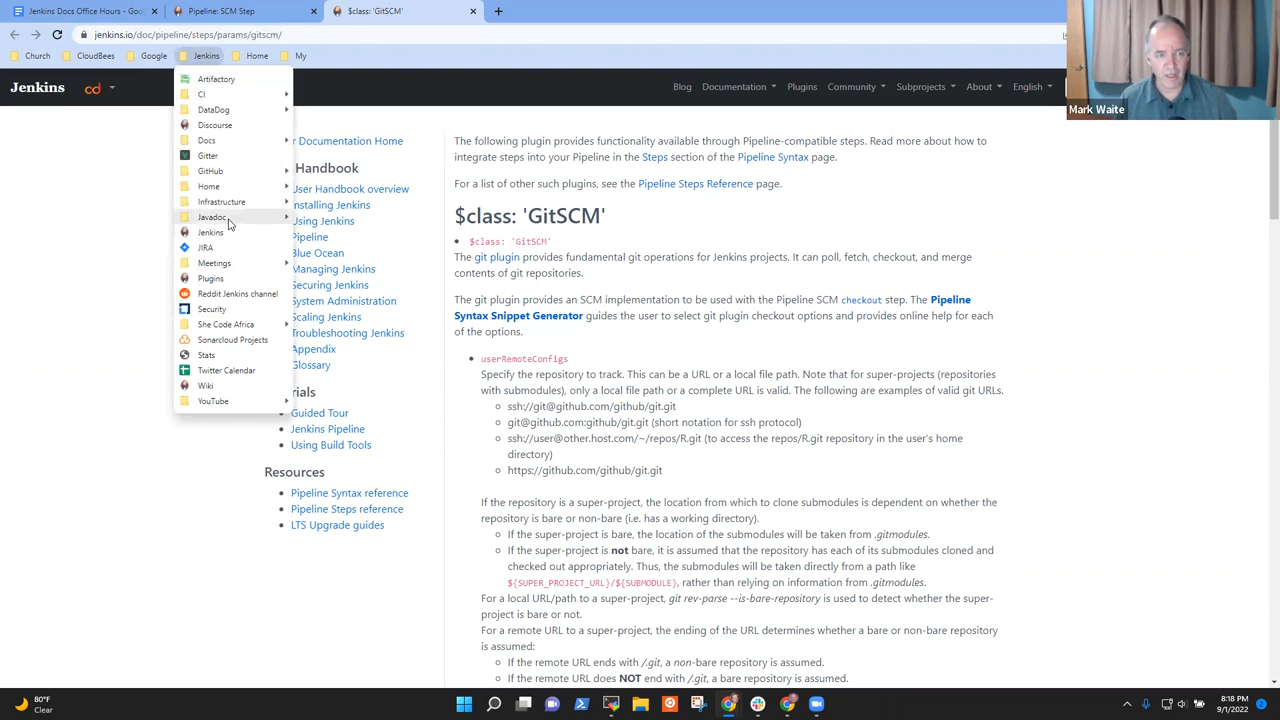 Jenkins Docs Office Hours - Goog
Pipeline: SCM Step
$class: 'GitSCM'
jenkins.io/doc/pipeline/steps/params/gitscm/
Church
CloudBees
Google
Jenkins
Home
My
Mark Waite
Jenkins
cd
Blog
Documentation
Plugins
Community
Subprojects
About
English
Artifactory
CI
DataDog
Discourse
Docs
Gitter
GitHub
Home
Infrastructure
Javadoc
Jenkins
JIRA
Meetings
Plugins
Reddit Jenkins channel
Security
She Code Africa
Sonarcloud Projects
Stats
Twitter Calendar
Wiki
YouTube
r Documentation Home
Handbook
User Handbook overview
Installing Jenkins
Using Jenkins
Pipeline
Blue Ocean
Managing Jenkins
Securing Jenkins
System Administration
Scaling Jenkins
Troubleshooting Jenkins
Appendix
Glossary
rials
Guided Tour
Jenkins Pipeline
Using Build Tools
Resources
Pipeline Syntax reference
Pipeline Steps reference
LTS Upgrade guides
The following plugin provides functionality available through Pipeline-compatible steps. Read more about how to
integrate steps into your Pipeline in the Steps section of the Pipeline Syntax page.
For a list of other such plugins, see the Pipeline Steps Reference page.
$class: 'GitSCM'
$class: 'GitSCM'
The git plugin provides fundamental git operations for Jenkins projects. It can poll, fetch, checkout, and merge
contents of git repositories.
The git plugin provides an SCM implementation to be used with the Pipeline SCM checkout step. The Pipeline
Syntax Snippet Generator guides the user to select git plugin checkout options and provides online help for each
of the options.
userRemoteConfigs
Specify the repository to track. This can be a URL or a local file path. Note that for super-projects (repositories
with submodules), only a local file path or a complete URL is valid. The following are examples of valid git URLs.
ssh://git@github.com/github/git.git
git@github.com:github/git.git (short notation for ssh protocol)
ssh://user@other.host.com/~/repos/R.git (to access the repos/R.git repository in the user's home
directory)
https://github.com/github/git.git
If the repository is a super-project, the location from which to clone submodules is dependent on whether the
repository is bare or non-bare (i.e. has a working directory).
If the super-project is bare, the location of the submodules will be taken from .gitmodules.
If the super-project is not bare, it is assumed that the repository has each of its submodules cloned and
checked out appropriately. Thus, the submodules will be taken directly from a path like
${SUPER_PROJECT_URL}/${SUBMODULE}, rather than relying on information from .gitmodules.
For a local URL/path to a super-project, git rev-parse --is-bare-repository is used to detect whether the super-
project is bare or not.
For a remote URL to a super-project, the ending of the URL determines whether a bare or non-bare repository
is assumed:
If the remote URL ends with /.git, a non-bare repository is assumed.
If the remote URL does NOT end with /.git, a bare repository is assumed.
80°F
Clear
8:18 PM
9/1/2022
2